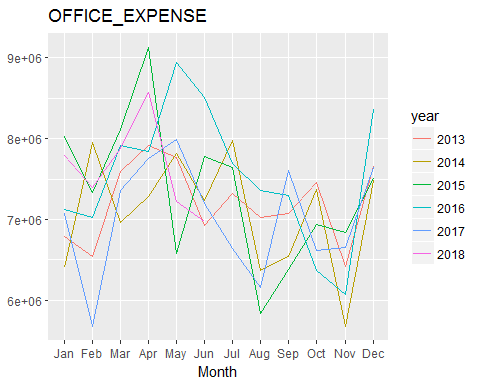 OFFICE_EXPENSE
9e+06
8e+06
7e+06
6e+06
Jan Feb Mar Apr May Jun Jul Aug Sep Oct Nov Dec
Month
year
2013
2014
2015
2016
2017
2018